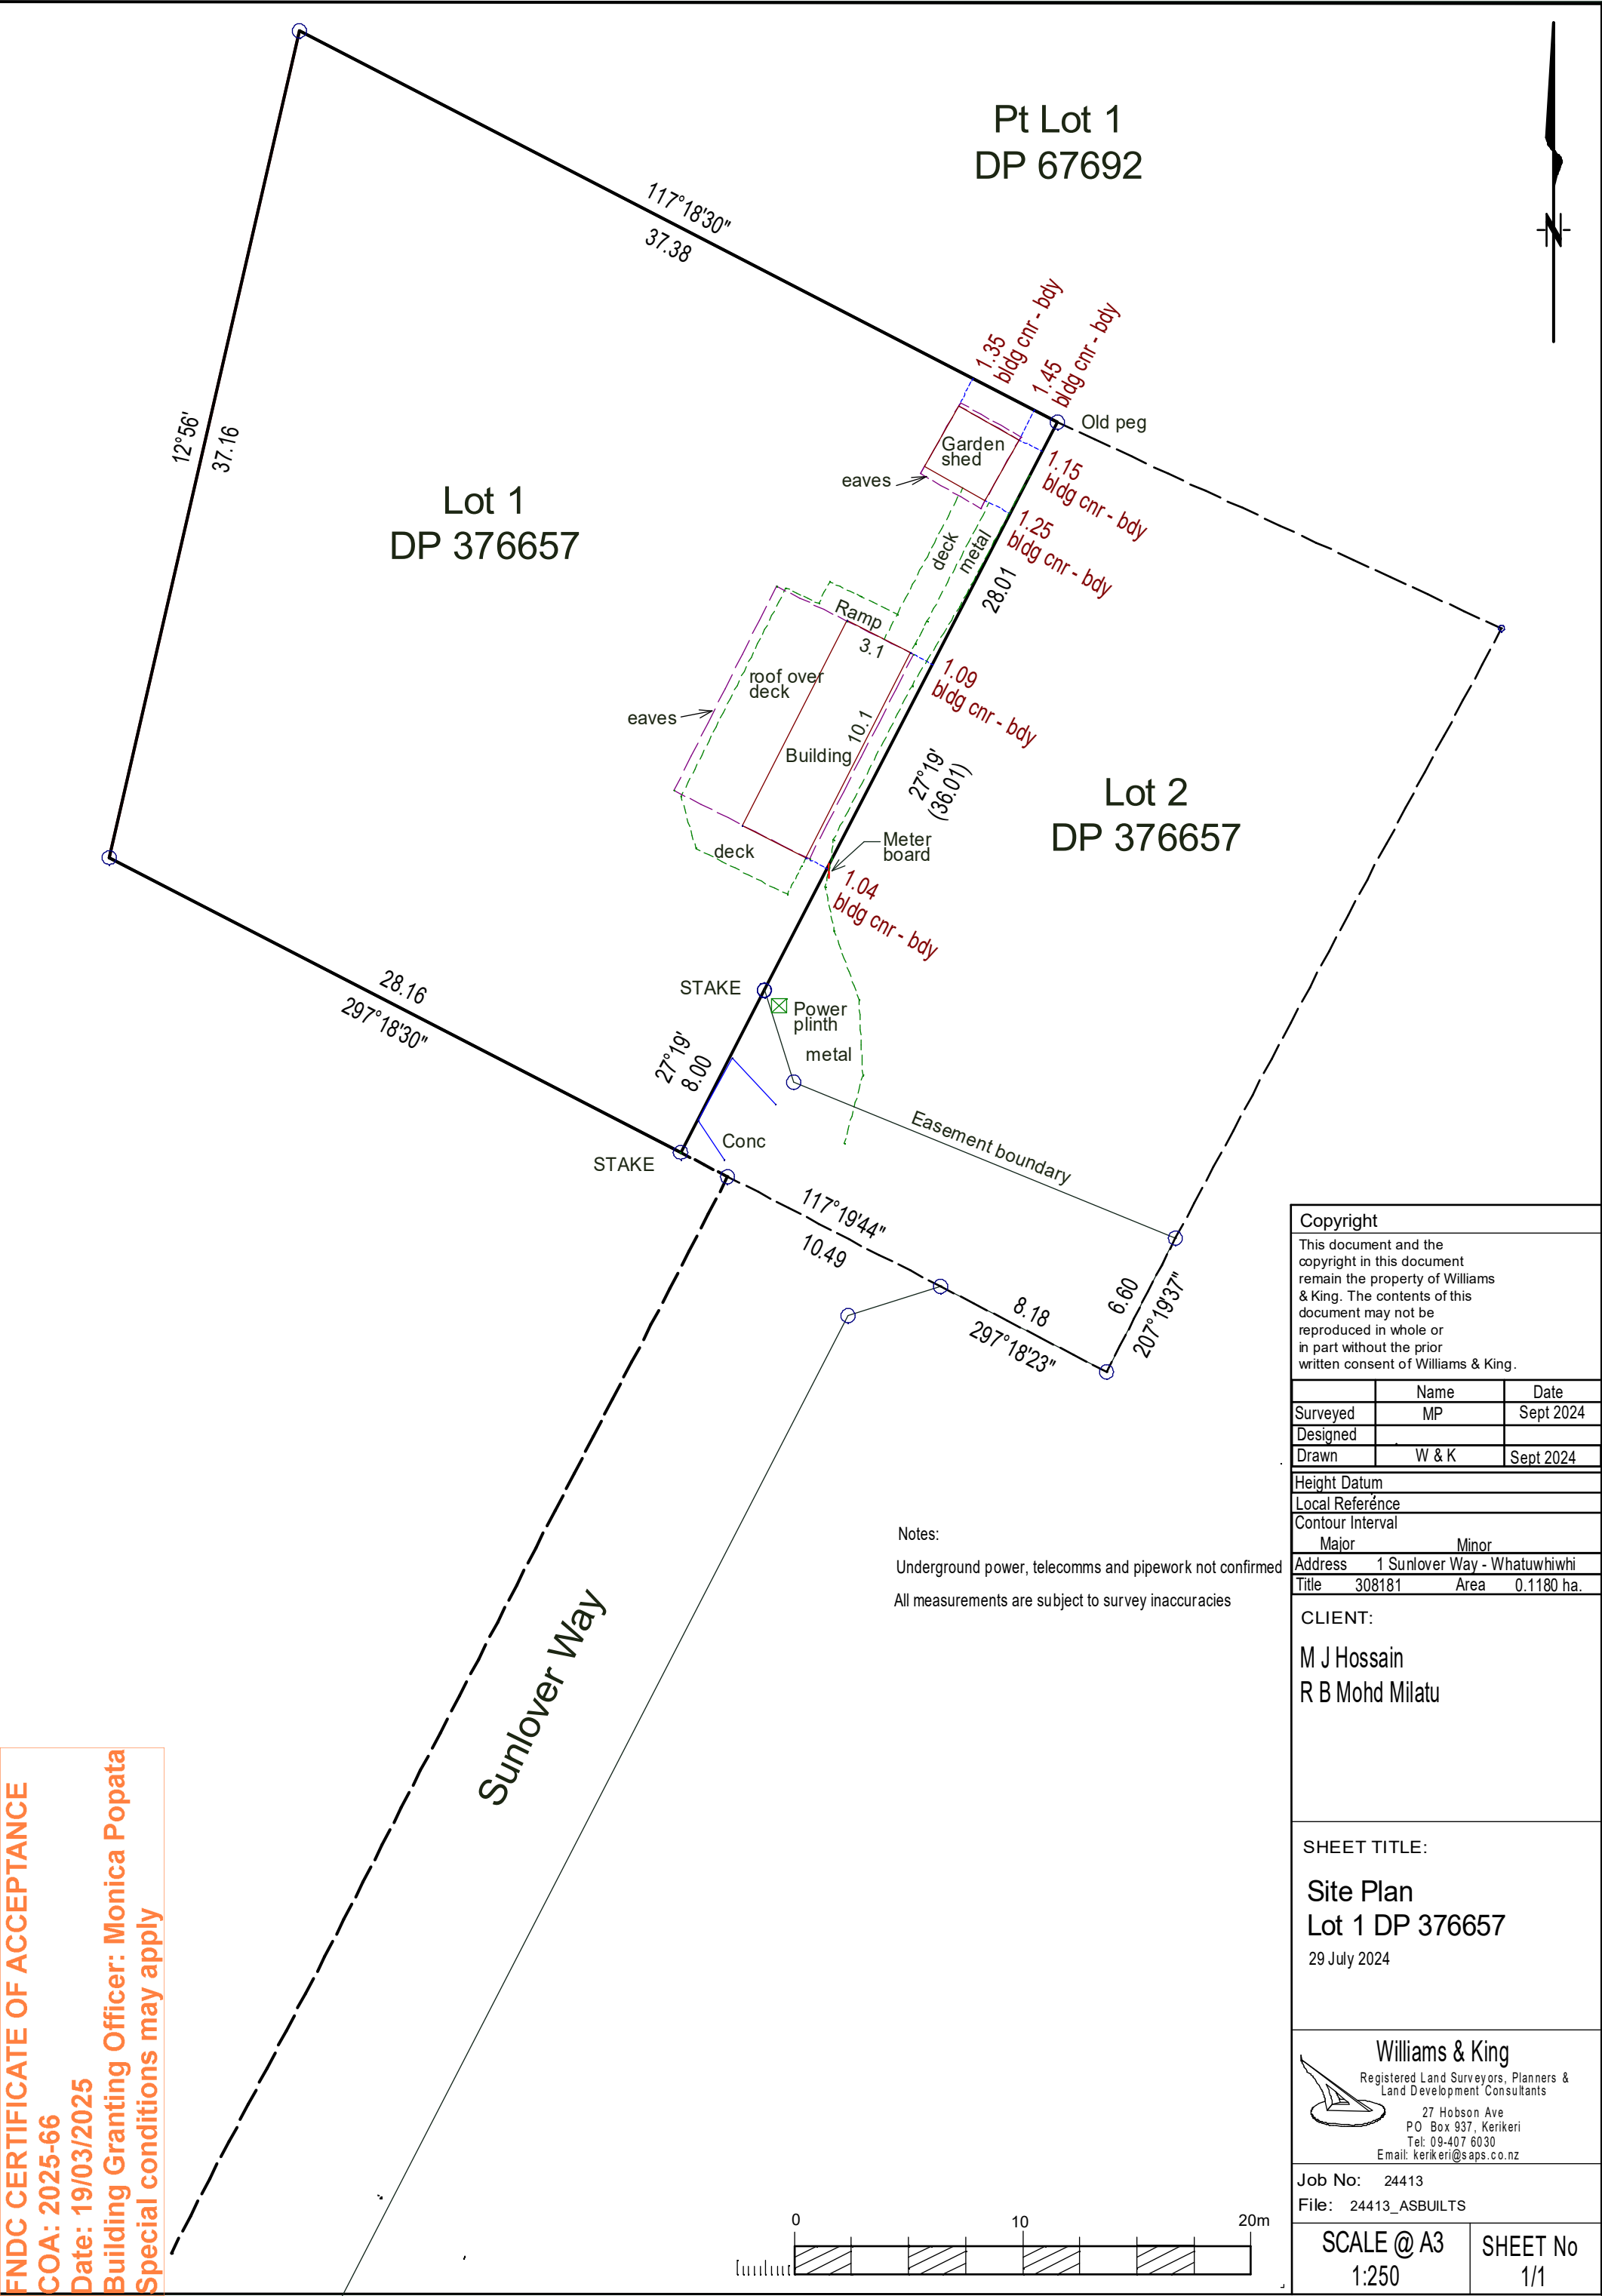 Pt Lot 1
DP 67692
117°18'30"
37.38
12°56'
37.16
Lot 1
DP 376657
1.35
bldg cnr - bdy
1.45
bldg cnr - bdy
Old peg
Garden
shed
eaves
1.15
bldg cnr - bdy
1.25
bldg cnr - bdy
deck
metal
28.01
Ramp
3.1
roof over
deck
eaves
1.09
bldg cnr - bdy
10.1
Building
27°19'
(36.01)
Lot 2
DP 376657
Meter
board
deck
1.04
bldg cnr - bdy
28.16
297°18'30"
STAKE
Power
plinth
metal
27°19'
8.00
Conc
STAKE
Easement boundary
117°19'44"
10.49
8.18
297°18'23"
6.60
207°19'37"
Sunlover Way
Notes:
Underground power, telecomms and pipework not confirmed
All measurements are subject to survey inaccuracies
N
Copyright
This document and the
copyright in this document
remain the property of Williams
& King. The contents of this
document may not be
reproduced in whole or
in part without the prior
written consent of Williams & King.
Name Date
Surveyed MP Sept 2024
Designed
Drawn W & K Sept 2024
Height Datum
Local Reference
Contour Interval
Major Minor
Address 1 Sunlover Way - Whatuwhiwhi
Title 308181 Area 0.1180 ha.
CLIENT:
M J Hossain
R B Mohd Milatu
SHEET TITLE:
Site Plan
Lot 1 DP 376657
29 July 2024
Williams & King
Registered Land Surveyors, Planners &
Land Development Consultants
27 Hobson Ave
PO Box 937, Kerikeri
Tel: 09-407 6030
Email: kerikeri@saps.co.nz
Job No: 24413
File: 24413_ASBUILTS
SCALE @ A3
1:250
SHEET No
1/1
0 10 20m
FNDC CERTIFICATE OF ACCEPTANCE
COA: 2025-66
Date: 19/03/2025
Building Granting Officer: Monica Popata
Special conditions may apply